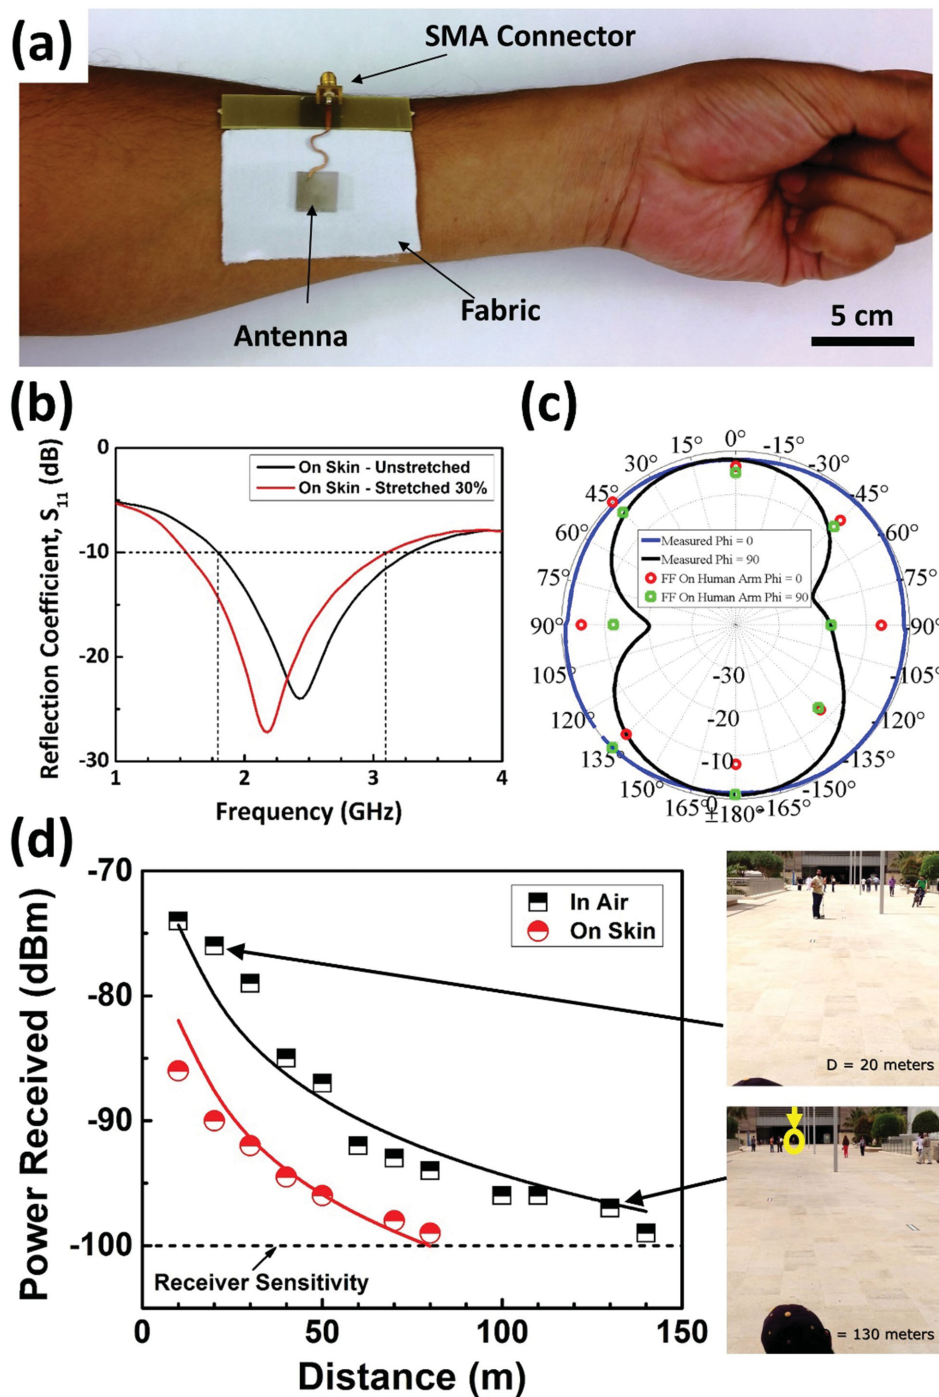 (a)
SMA Connector
Antenna
Fabric
5 cm
(b)
Reflection Coefficient, S11 (dB)
0
-10
-20
-30
On Skin - Unstretched
On Skin - Stretched 30%
1
2
3
4
Frequency (GHz)
(c)
0°
15°
-15°
30°
-30°
45°
-45°
60°
-60°
75°
-75°
90°
-90°
105°
-105°
120°
-120°
135°
-135°
150°
-150°
165°
-165°
±180°
0
-10
-20
-30
Measured Phi = 0
Measured Phi = 90
FF On Human Arm Phi = 0
FF On Human Arm Phi = 90
(d)
Power Received (dBm)
-70
-80
-90
-100
In Air
On Skin
Receiver Sensitivity
0
50
100
150
Distance (m)
D = 20 meters
= 130 meters